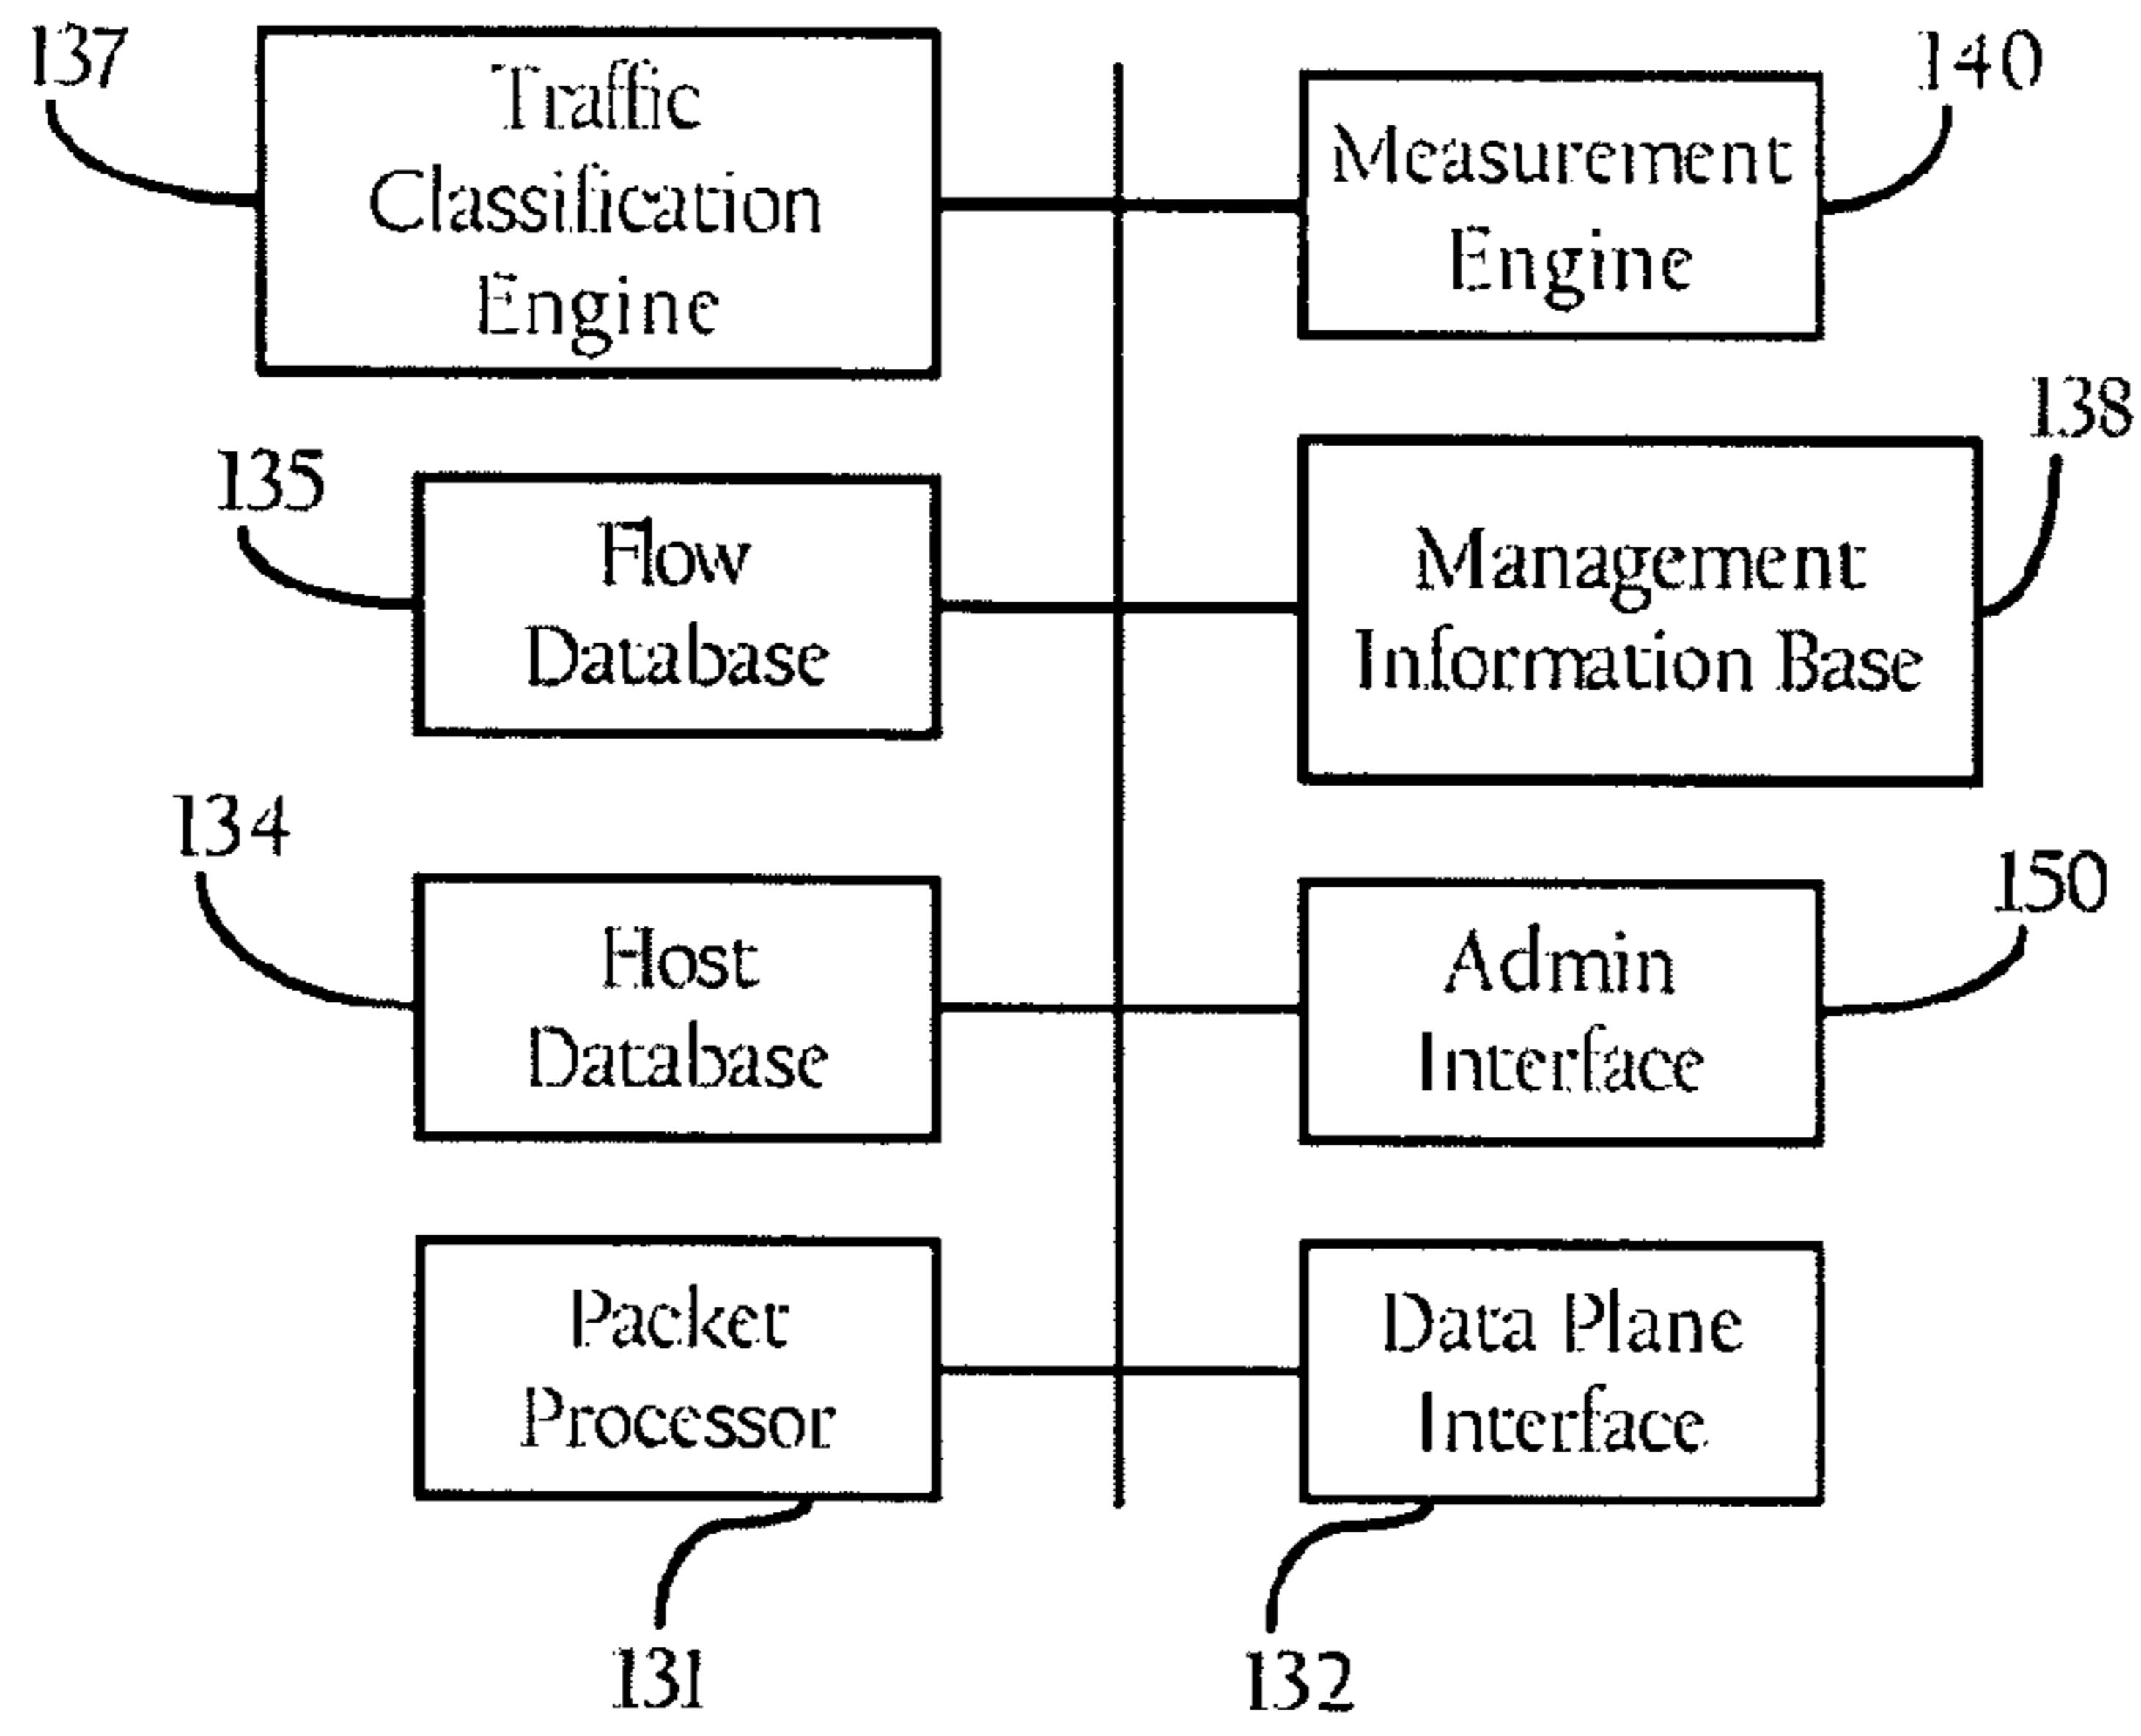 137
Traffic
Classification
Engine
140
Measurement
Engine
135
Flow
Database
138
Management
Information Base
134
Host
Database
150
Admin
Interface
Packet
Processor
131
Data Plane
Interface
132